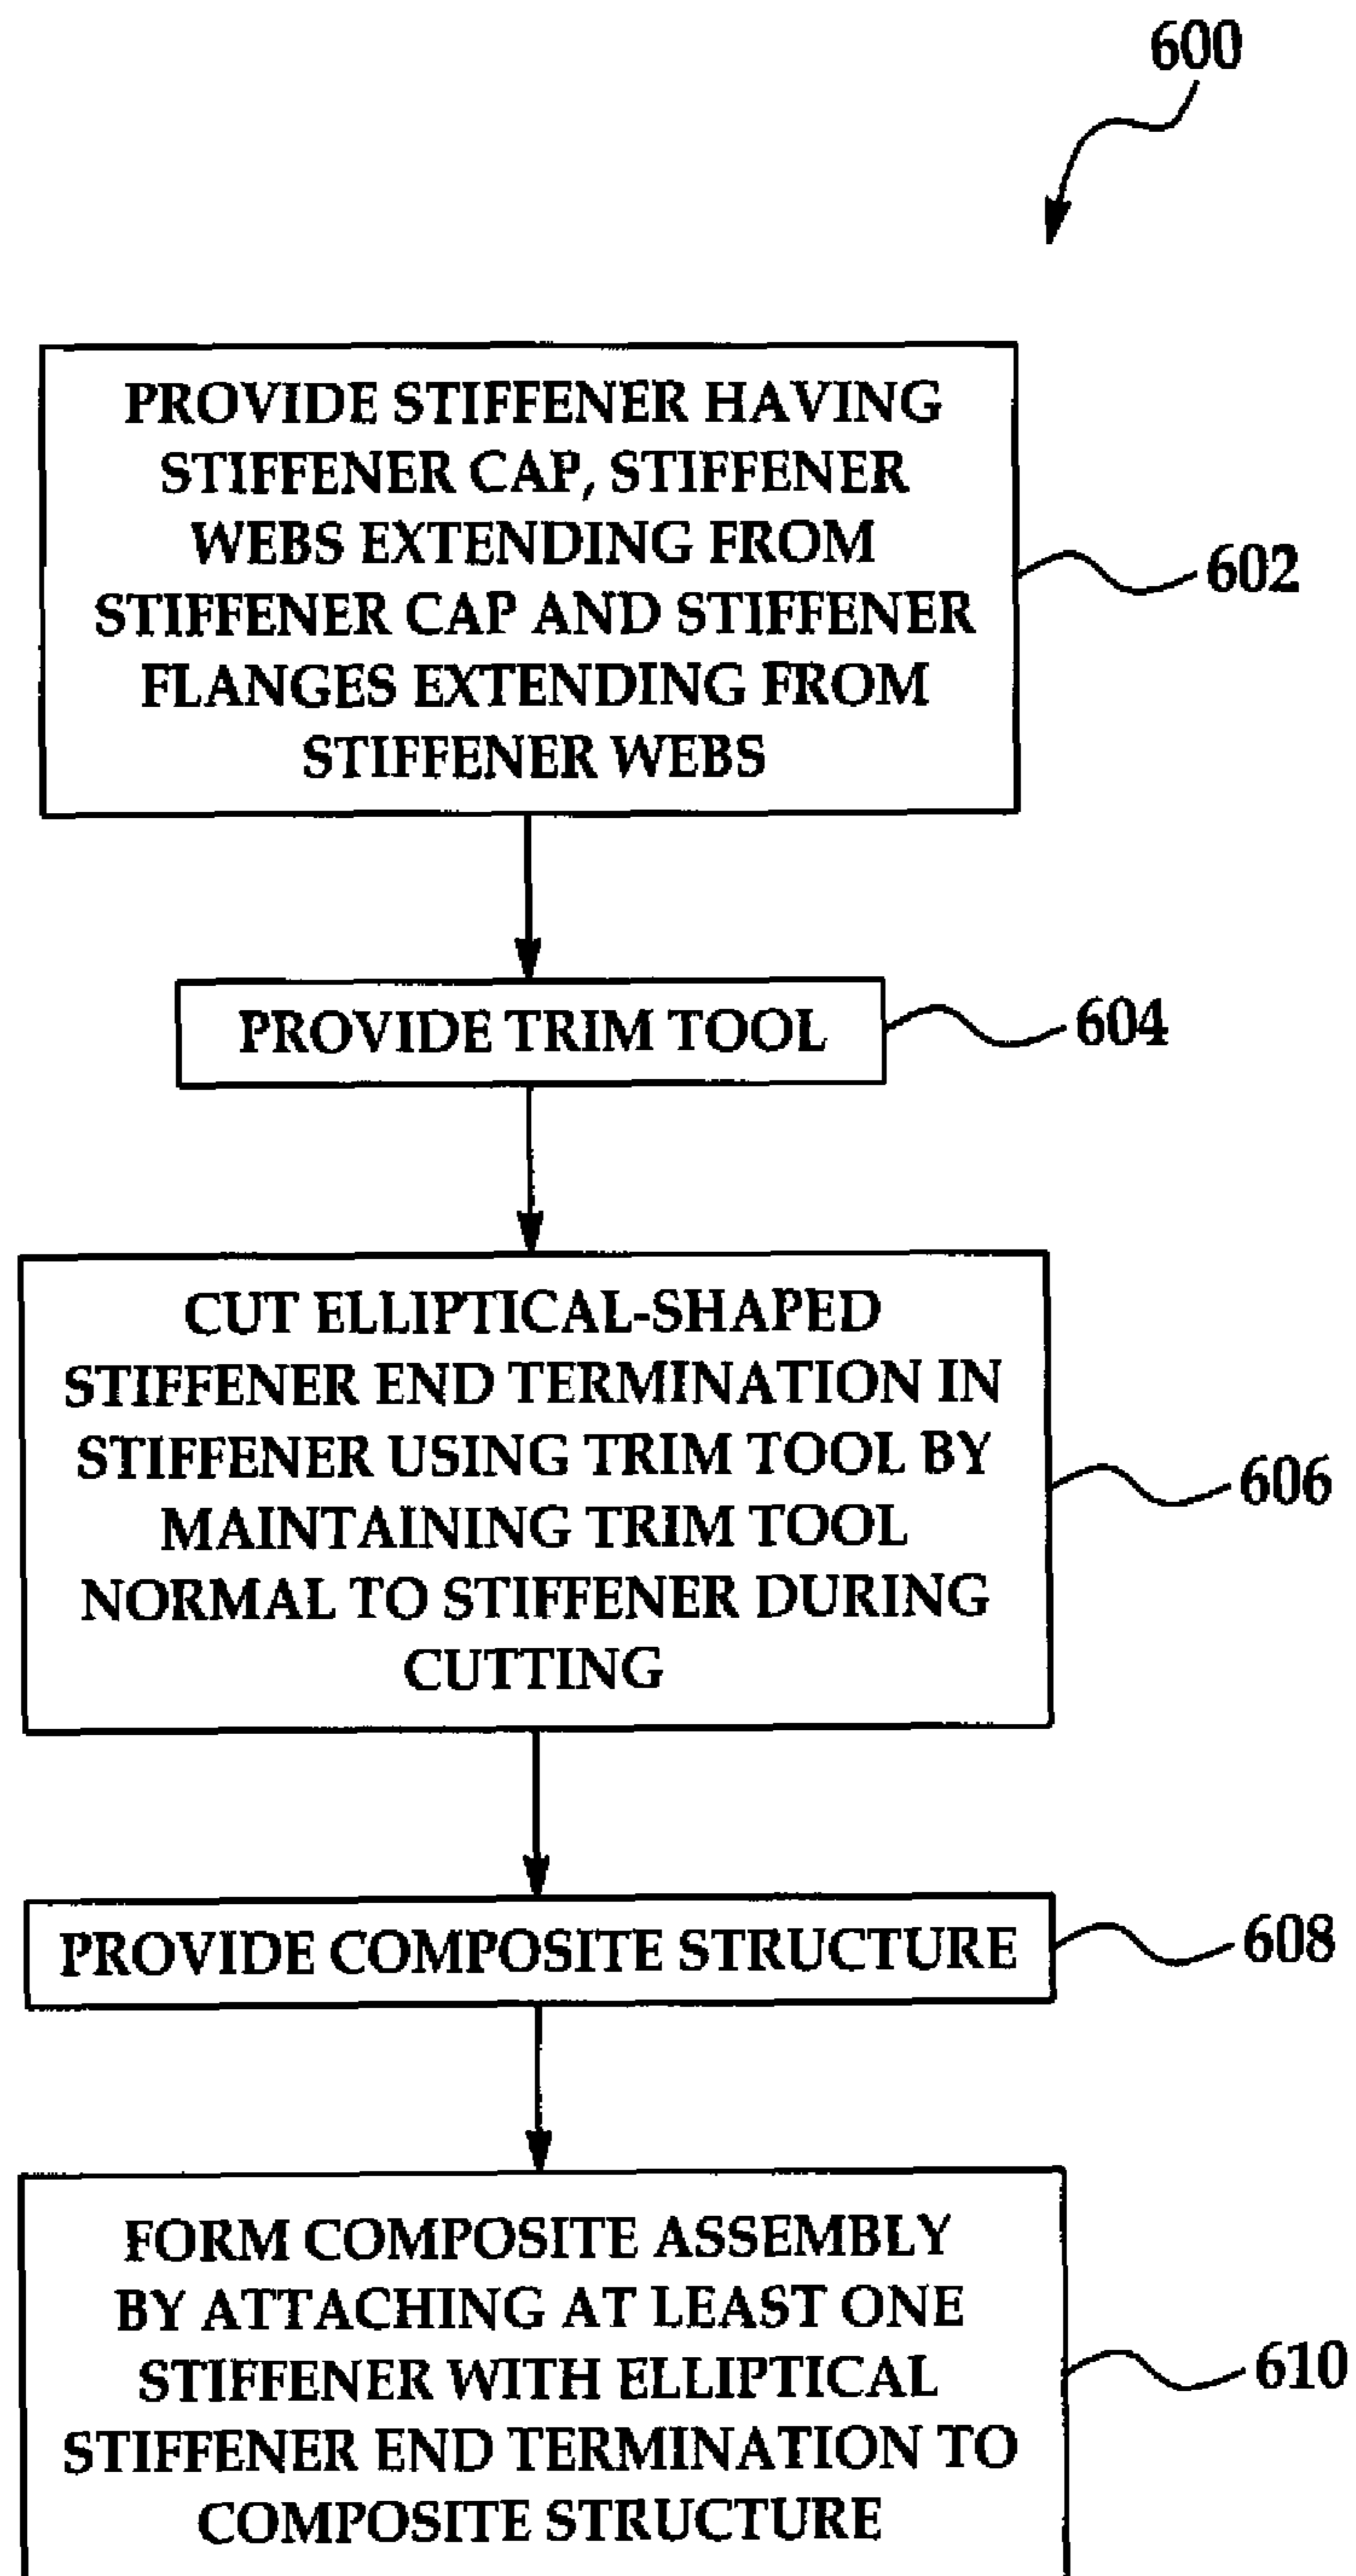 600
PROVIDE STIFFENER HAVING
STIFFENER CAP, STIFFENER
WEBS EXTENDING FROM
STIFFENER CAP AND STIFFENER
FLANGES EXTENDING FROM
STIFFENER WEBS
602
PROVIDE TRIM TOOL
604
CUT ELLIPTICAL-SHAPED
STIFFENER END TERMINATION IN
STIFFENER USING TRIM TOOL BY
MAINTAINING TRIM TOOL
NORMAL TO STIFFENER DURING
CUTTING
606
PROVIDE COMPOSITE STRUCTURE
608
FORM COMPOSITE ASSEMBLY
BY ATTACHING AT LEAST ONE
STIFFENER WITH ELLIPTICAL
STIFFENER END TERMINATION TO
COMPOSITE STRUCTURE
610